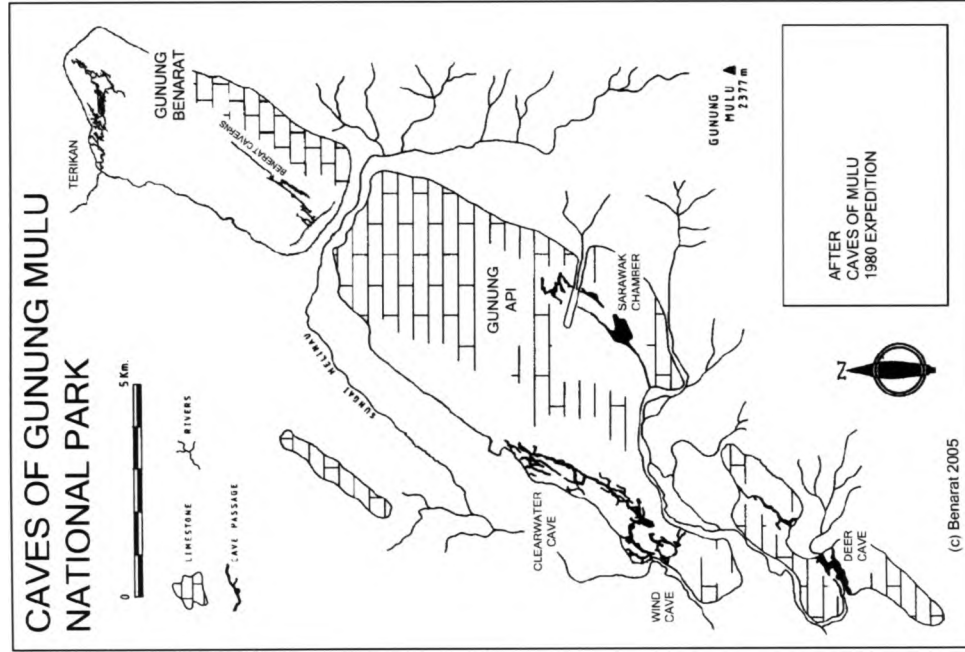 CAVES OF GUNUNG MULU
NATIONAL PARK
0
5 Km.
LIMESTONE
RIVERS
CAVE PASSAGE
TERIKAN
GUNUNG
BENARAT
BENERAT CAVERNS
SUNGAI MELINAU
GUNUNG
MULU
2377 m
GUNUNG
API
SARAWAK
CHAMBER
CLEARWATER
CAVE
WIND
CAVE
DEER
CAVE
N
AFTER
CAVES OF MULU
1980 EXPEDITION
(c) Benarat 2005